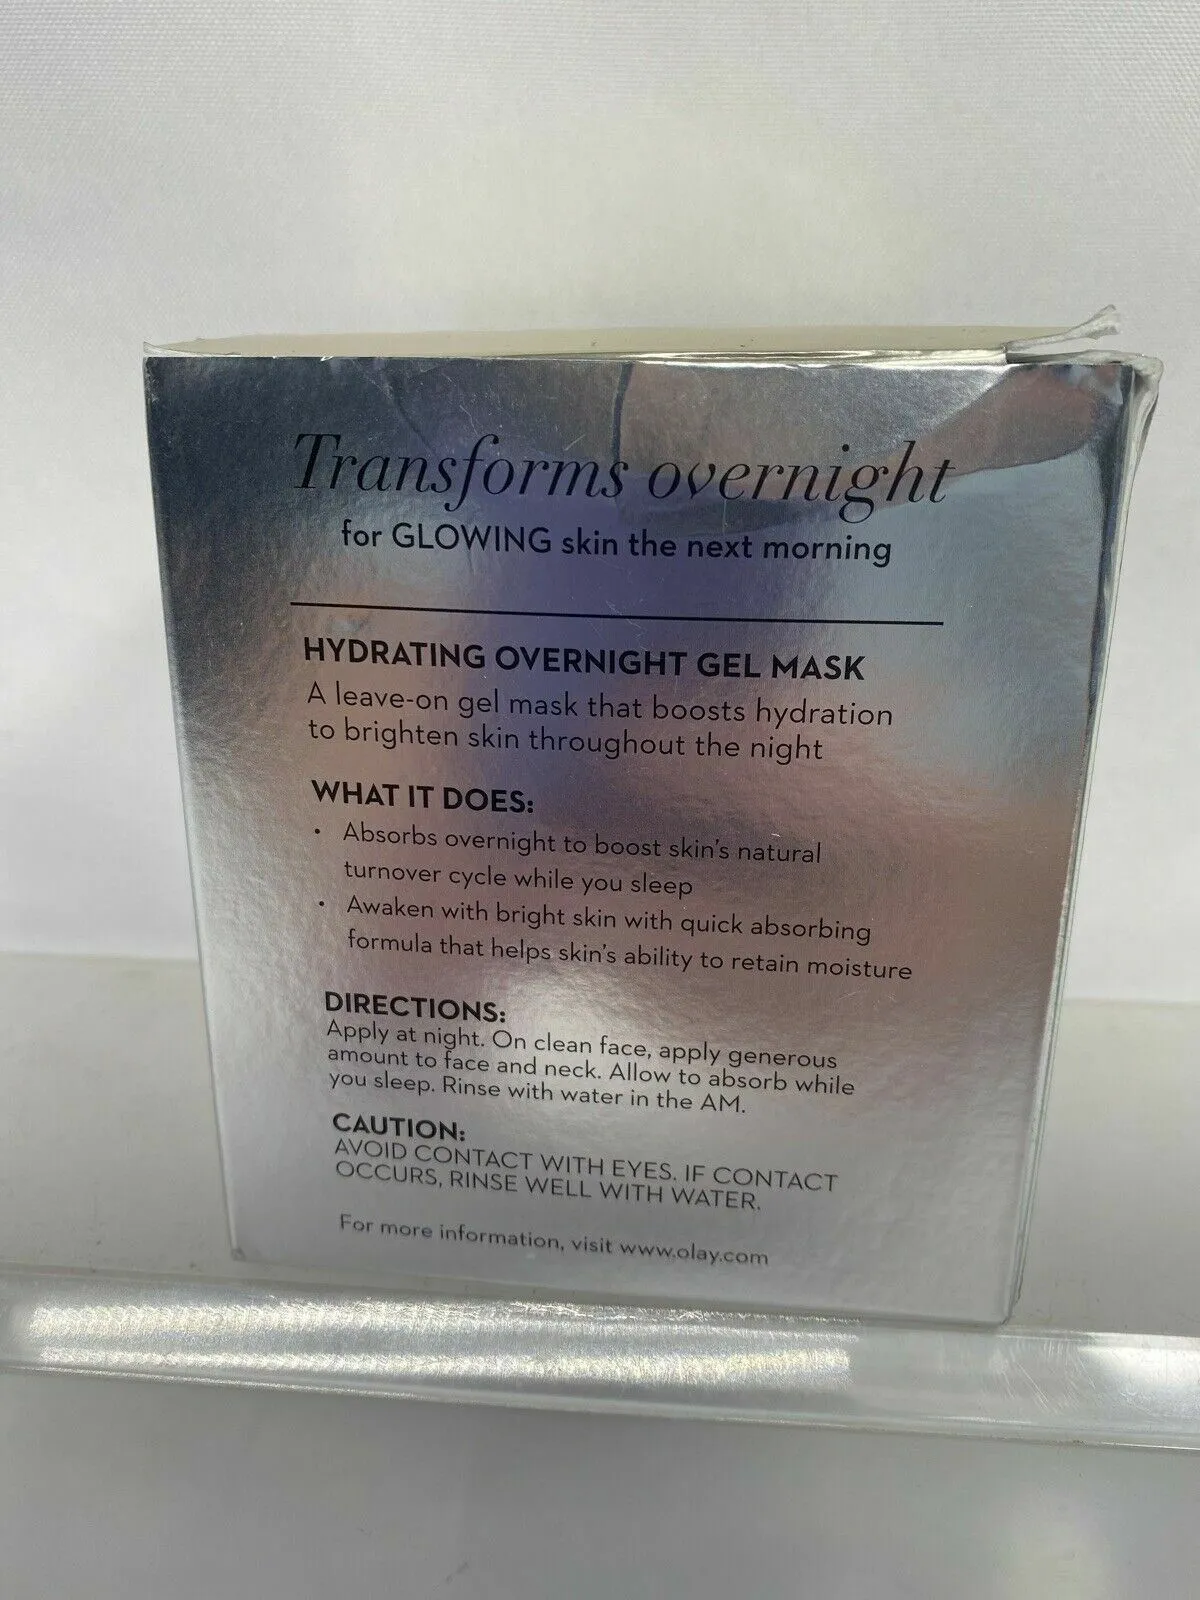 Transforms overnight
for GLOWING skin the next morning
HYDRATING OVERNIGHT GEL MASK
A leave-on gel mask that boosts hydration
to brighten skin throughout the night
WHAT IT DOES:
• Absorbs overnight to boost skin's natural
turnover cycle while you sleep
• Awaken with bright skin with quick absorbing
formula that helps skin's ability to retain moisture
DIRECTIONS:
Apply at night. On clean face, apply generous
amount to face and neck. Allow to absorb while
you sleep. Rinse with water in the AM.
CAUTION:
AVOID CONTACT WITH EYES. IF CONTACT
OCCURS, RINSE WELL WITH WATER.
For more information, visit www.olay.com